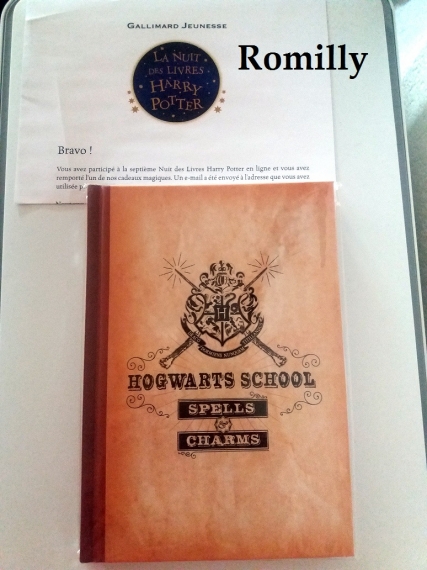 GALLIMARD JEUNESSE
Romilly
LA NUIT
DES LIVRES
HARRY
POTTER
Bravo !
Vous avez participé à la septième Nuit des Livres Harry Potter en ligne et vous avez
remporté l'un de nos cadeaux magiques. Un e-mail a été envoyé à l'adresse que vous avez
utilisée
H
HOGWARTS SCHOOL
SPELLS
&
CHARMS